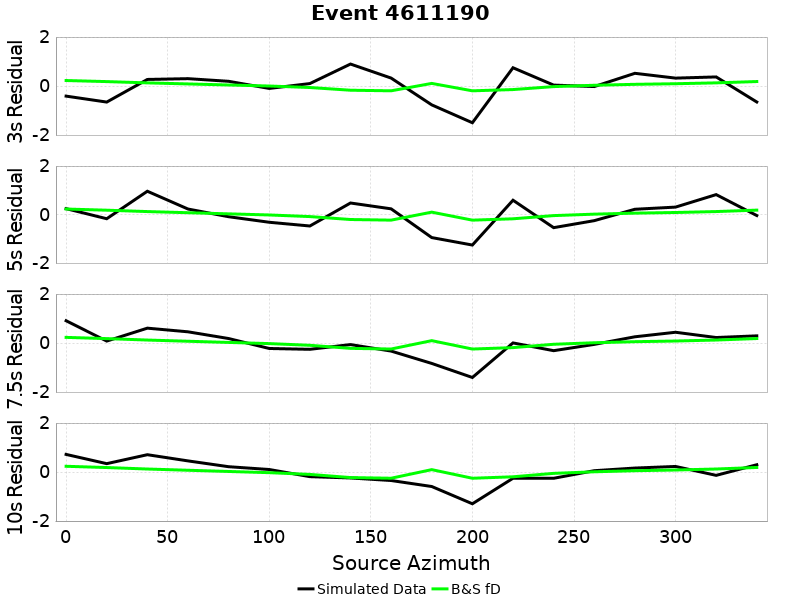 Event 4611190
3s Residual
2
0
-2
5s Residual
2
0
-2
7.5s Residual
2
0
-2
10s Residual
2
0
-2
0 50 100 150 200 250 300
Source Azimuth
Simulated Data B&S fD